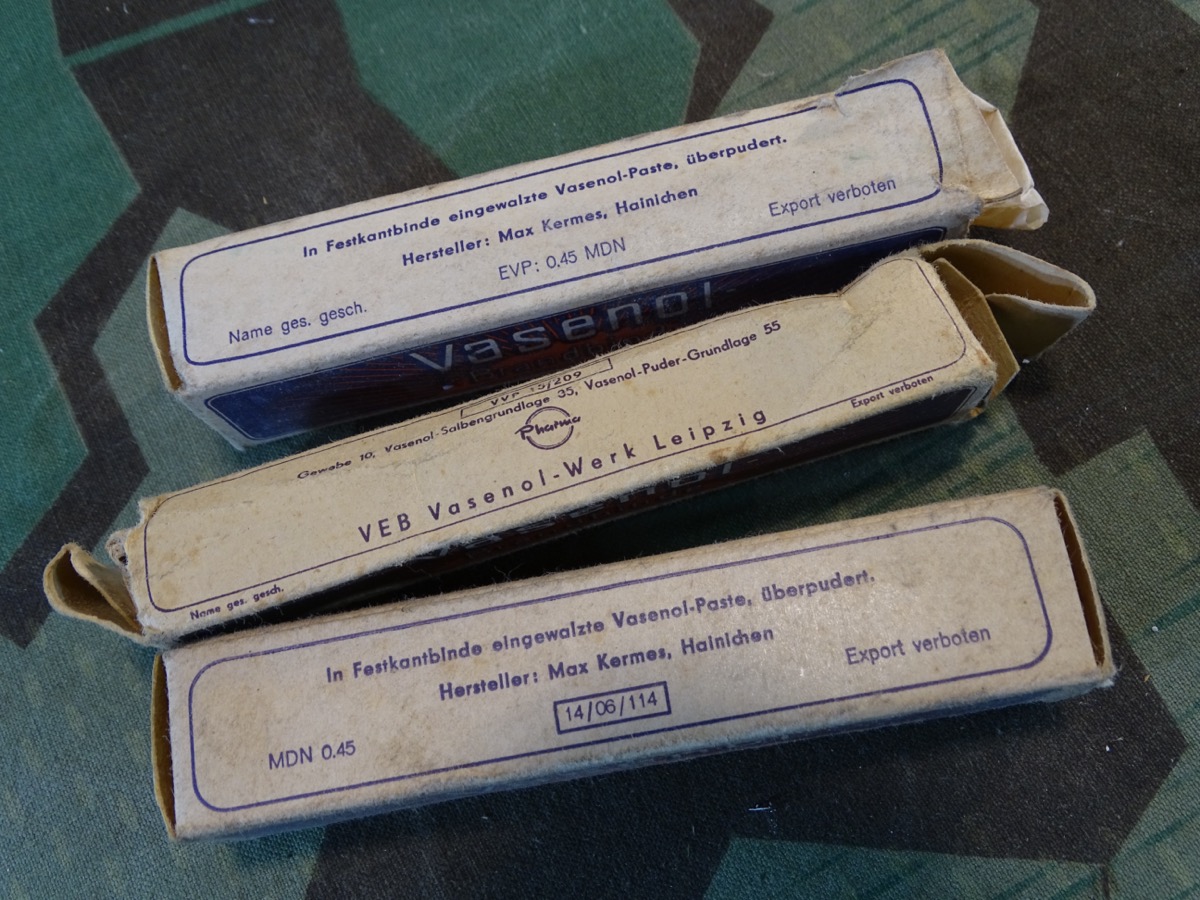 In Festkantbinde eingewalzte Vasenol-Paste, überpudert.
Hersteller: Max Kermes, Hainichen
Export verboten
EVP: 0.45 MDN
Name ges. gesch.
Vasenol
Gewebe 10, Vasenol-Salbengrundlage 35, Vasenol-Puder-Grundlage 55
Pharma
VEB Vasenol-Werk Leipzig
Export verboten
Name ges. gesch.
In Festkantbinde eingewalzte Vasenol-Paste, überpudert.
Hersteller: Max Kermes, Hainichen
Export verboten
14/06/114
MDN 0.45